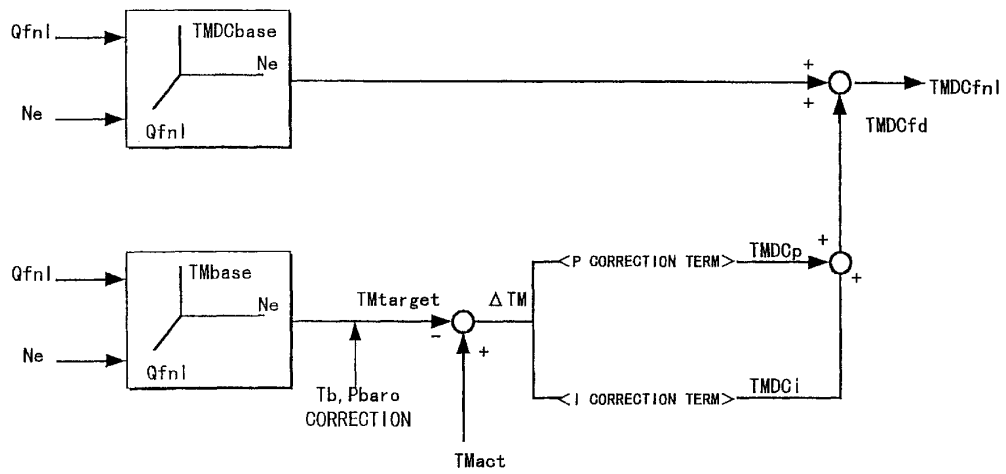 Qfnl
TMDCbase
Ne
Ne
Qfnl
+
+
TMDCfnl
TMDCfd
Qfnl
TMbase
Ne
Ne
Qfnl
TMtarget
-
+
ΔTM
Tb, Pbaro
CORRECTION
TMact
<P CORRECTION TERM>
TMDCp
+
+
<I CORRECTION TERM>
TMDCi